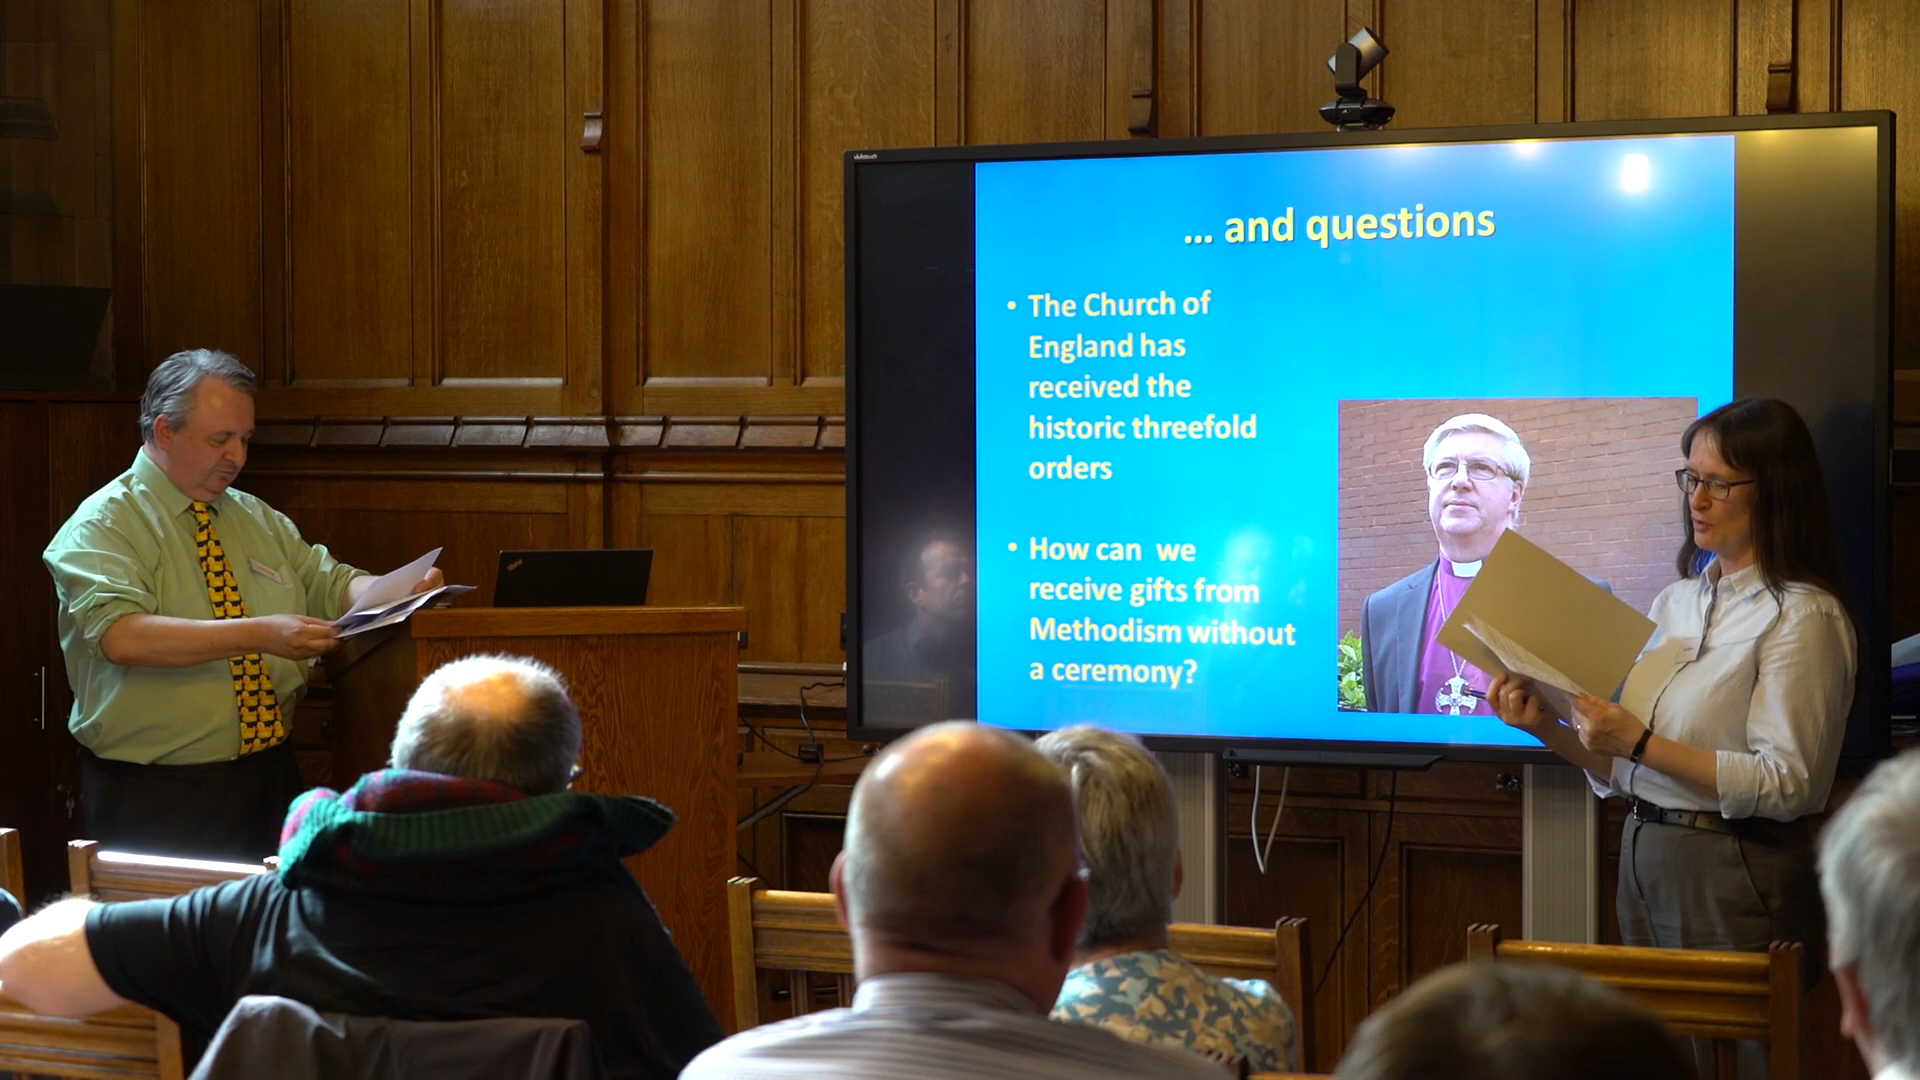 ... and questions
• The Church of
England has
received the
historic threefold
orders
• How can we
receive gifts from
Methodism without
a ceremony?